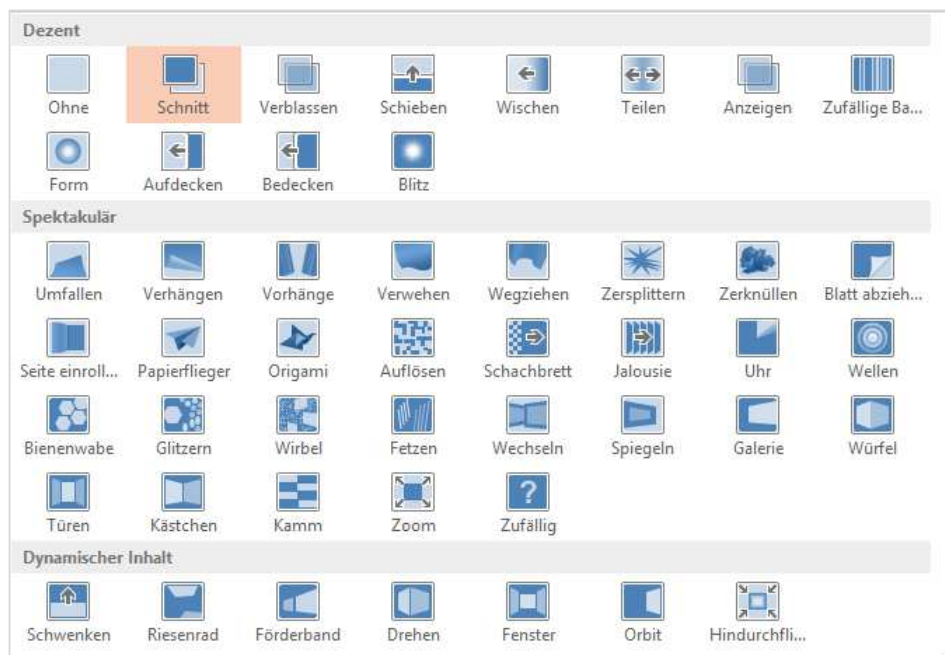 Dezent
Ohne Schnitt Verblassen Schieben Wischen Teilen Anzeigen Zufällige Ba...
Form Aufdecken Bedecken Blitz
Spektakulär
Umfallen Verhängen Vorhänge Verwehen Wegziehen Zersplittern Zerknüllen Blatt abzieh...
Seite einroll... Papierflieger Origami Auflösen Schachbrett Jalousie Uhr Wellen
Bienenwabe Glitzern Wirbel Fetzen Wechseln Spiegeln Galerie Würfel
?
Türen Kästchen Kamm Zoom Zufällig
Dynamischer Inhalt
Schwenken Riesenrad Förderband Drehen Fenster Orbit Hindurchfli...